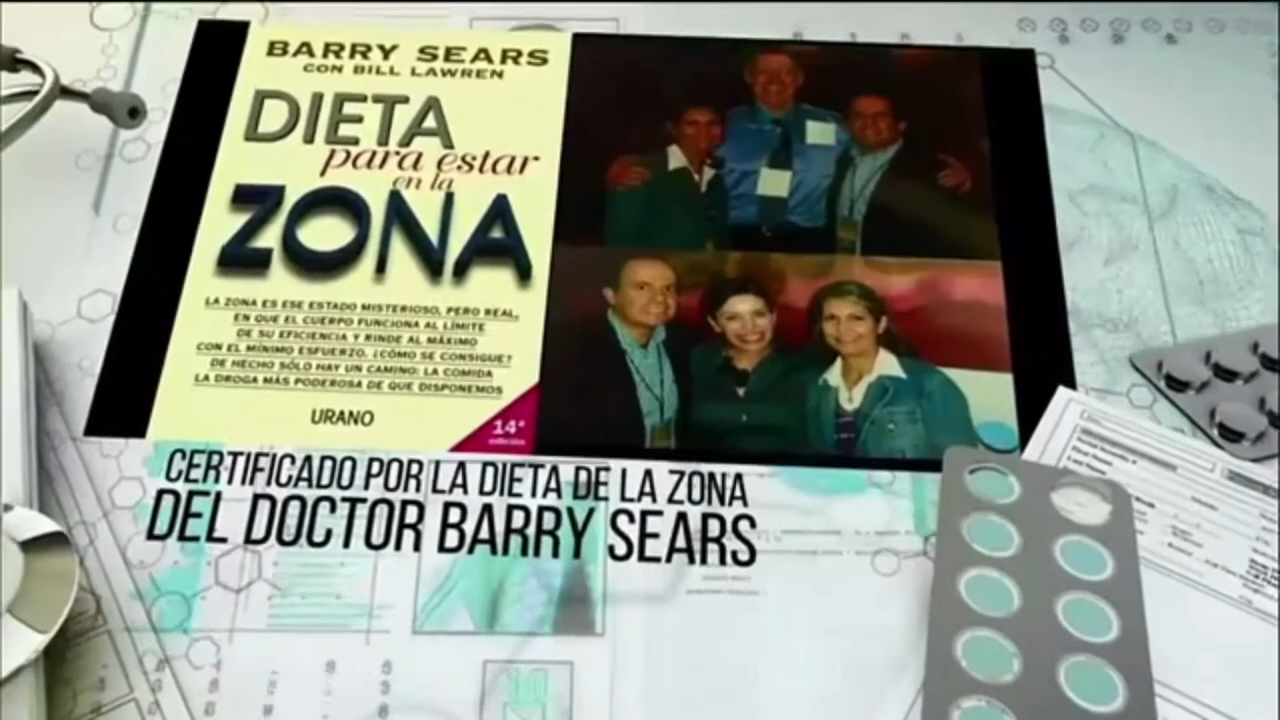 BARRY SEARS
CON BILL LAWREN
DIETA
para estar
en la
ZONA
LA ZONA ES ESE ESTADO MISTERIOSO, PERO REAL,
EN QUE EL CUERPO FUNCIONA AL LÍMITE
DE SU EFICIENCIA Y RINDE AL MÁXIMO
CON EL MÍNIMO ESFUERZO. ¿CÓMO SE CONSIGUE?
DE HECHO SÓLO HAY UN CAMINO: LA COMIDA
LA DROGA MÁS PODEROSA DE QUE DISPONEMOS
URANO
14ª
edición
CERTIFICADO POR LA DIETA DE LA ZONA
DEL DOCTOR BARRY SEARS